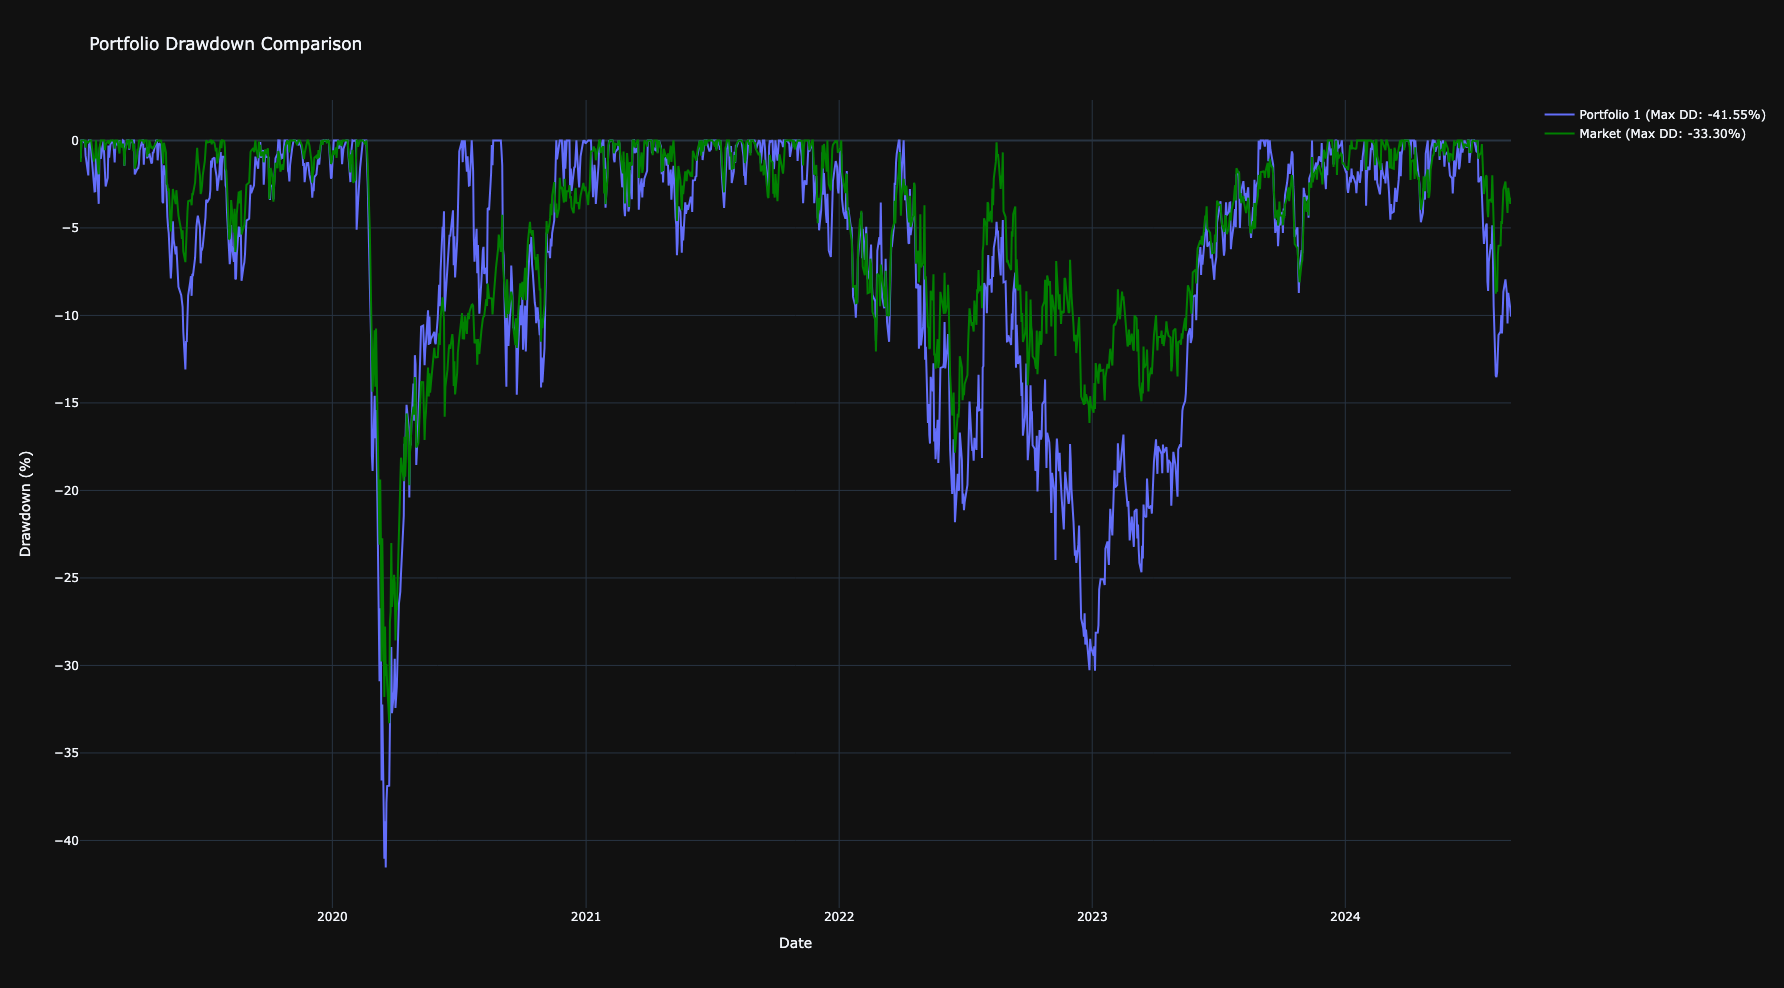 Portfolio Drawdown Comparison
Portfolio 1 (Max DD: -41.55%)
Market (Max DD: -33.30%)
0
−5
−10
−15
−20
−25
−30
−35
−40
Drawdown (%)
2020 2021 2022 2023 2024
Date